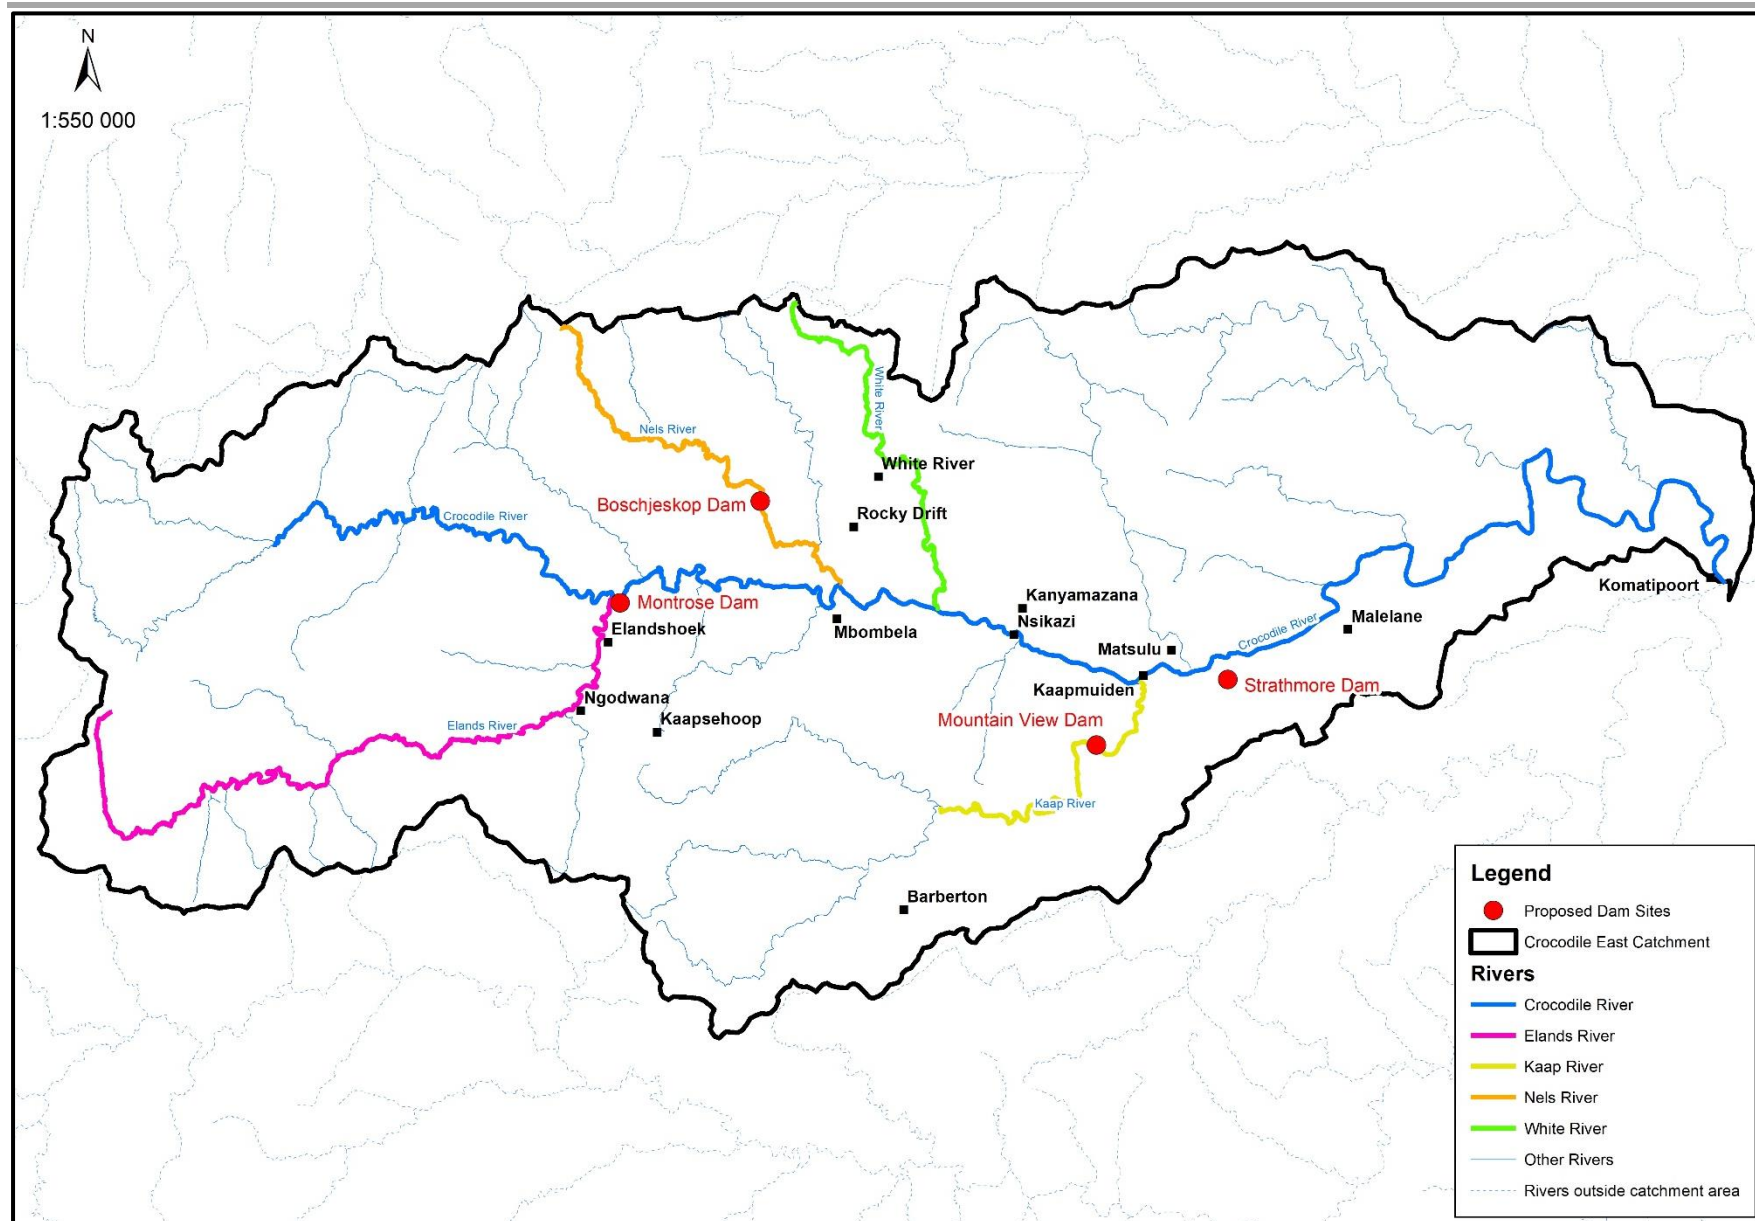 N
1:550 000
White River
Nels River
White River
Boschjeskop Dam
Rocky Drift
Crocodile River
Komatipoort
Kanyamazana
Montrose Dam
Nsikazi
Malelane
Elandshoek
Mbombela
Crocodile River
Matsulu
Strathmore Dam
Kaapmuiden
Ngodwana
Kaapsehoop
Mountain View Dam
Elands River
Kaap River
Barberton
Legend
Proposed Dam Sites
Crocodile East Catchment
Rivers
Crocodile River
Elands River
Kaap River
Nels River
White River
Other Rivers
Rivers outside catchment area